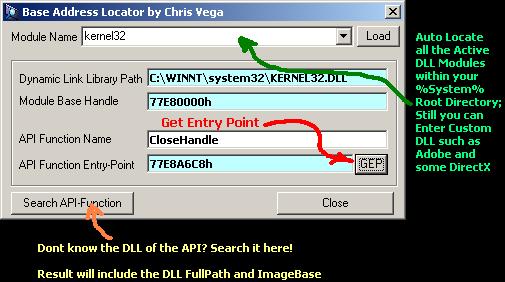 Base Address Locator by Chris Vega
Module Name kernel32 Load
Dynamic Link Library Path C:\WINNT\system32\KERNEL32.DLL
Module Base Handle 77E80000h
Get Entry Point
API Function Name CloseHandle
API Function Entry-Point 77E8A6C8h GEP
Search API-Function Close
Auto Locate
all the Active
DLL Modules
within your
%System%
Root Directory;
Still you can
Enter Custom
DLL such as
Adobe and
some DirectX
Dont know the DLL of the API? Search it here!
Result will include the DLL FullPath and ImageBase